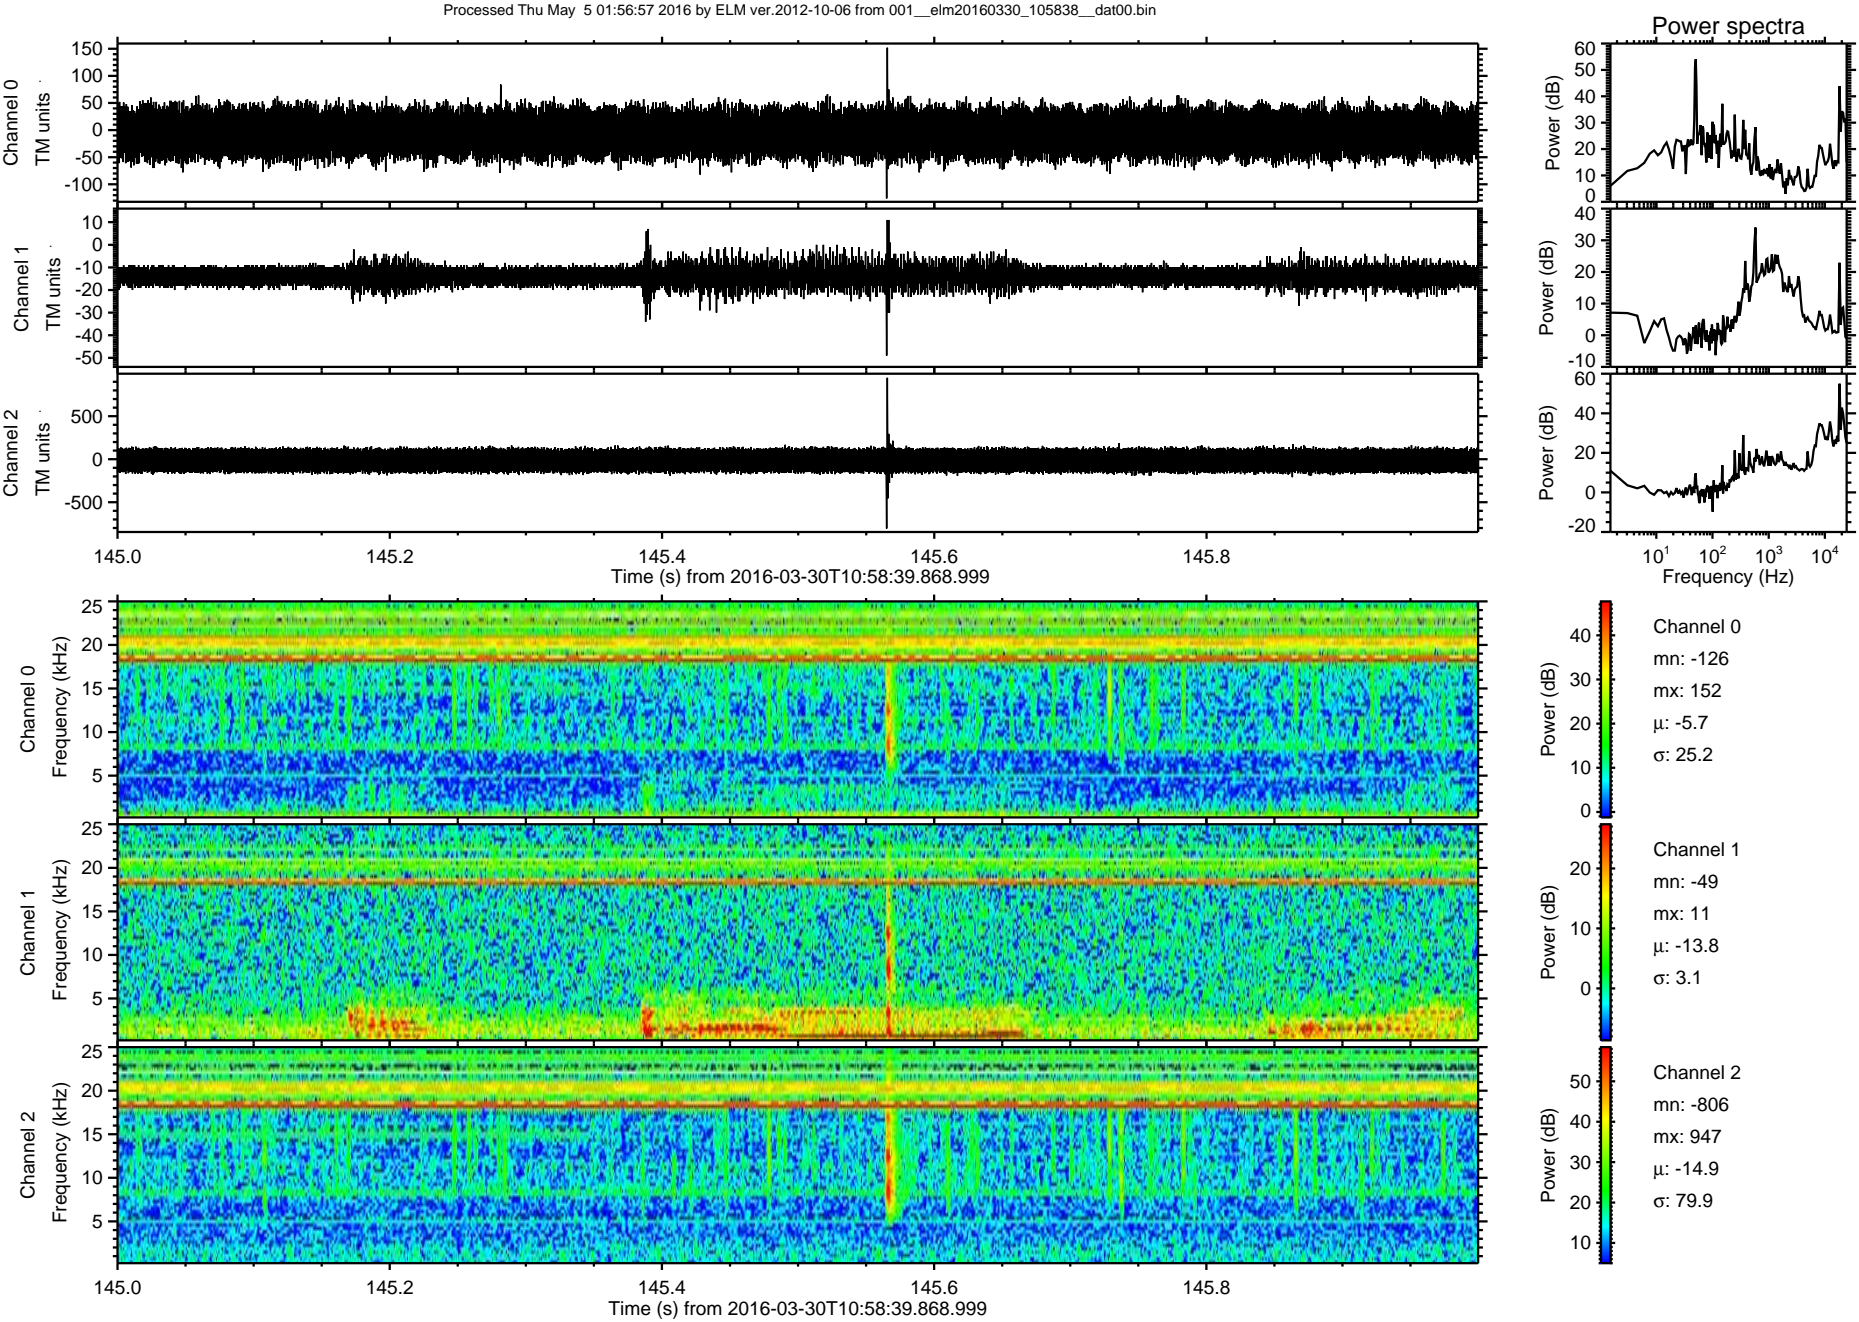 Processed Thu May 5 01:56:57 2016 by ELM ver.2012-10-06 from 001__elm20160330_105838__dat00.bin
Power spectra
Channel 0
TM units
150
100
50
0
-50
-100
Power (dB)
60
50
40
30
20
10
0
Channel 1
TM units
10
0
-10
-20
-30
-40
-50
Power (dB)
40
30
20
10
0
-10
Channel 2
TM units
500
0
-500
Power (dB)
60
40
20
0
-20
145.0 145.2 145.4 145.6 145.8
Time (s) from 2016-03-30T10:58:39.868.999
10^1 10^2 10^3 10^4
Frequency (Hz)
Channel 0
Frequency (kHz)
25
20
15
10
5
Power (dB)
40
30
20
10
0
Channel 0
mn: -126
mx: 152
μ: -5.7
σ: 25.2
Channel 1
Frequency (kHz)
25
20
15
10
5
Power (dB)
20
10
0
Channel 1
mn: -49
mx: 11
μ: -13.8
σ: 3.1
Channel 2
Frequency (kHz)
25
20
15
10
5
Power (dB)
50
40
30
20
10
Channel 2
mn: -806
mx: 947
μ: -14.9
σ: 79.9
145.0 145.2 145.4 145.6 145.8
Time (s) from 2016-03-30T10:58:39.868.999